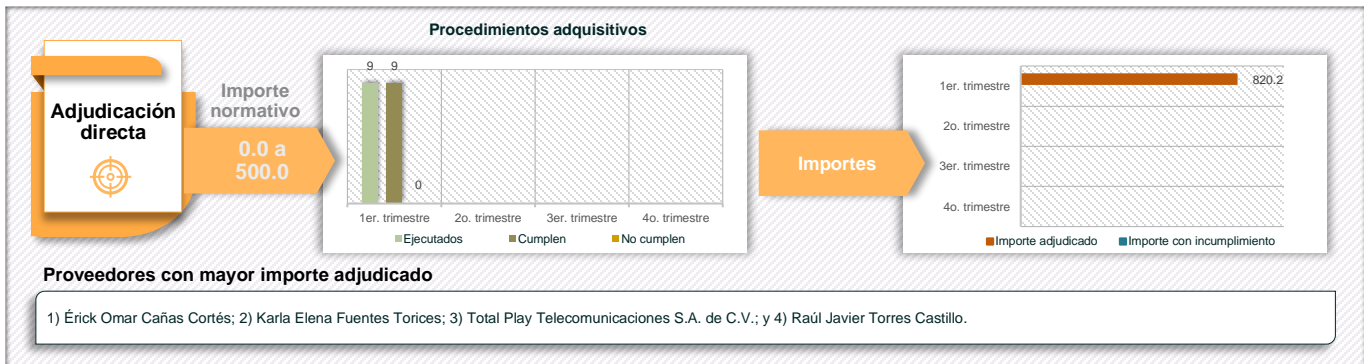 Procedimientos adquisitivos
Adjudicación
directa
Importe
normativo
0.0 a
500.0
9 9
0
1er. trimestre 2o. trimestre 3er. trimestre 4o. trimestre
Ejecutados Cumplen No cumplen
Importes
1er. trimestre 820.2
2o. trimestre
3er. trimestre
4o. trimestre
Importe adjudicado Importe con incumplimiento
Proveedores con mayor importe adjudicado
1) Érick Omar Cañas Cortés; 2) Karla Elena Fuentes Torices; 3) Total Play Telecomunicaciones S.A. de C.V.; y 4) Raúl Javier Torres Castillo.